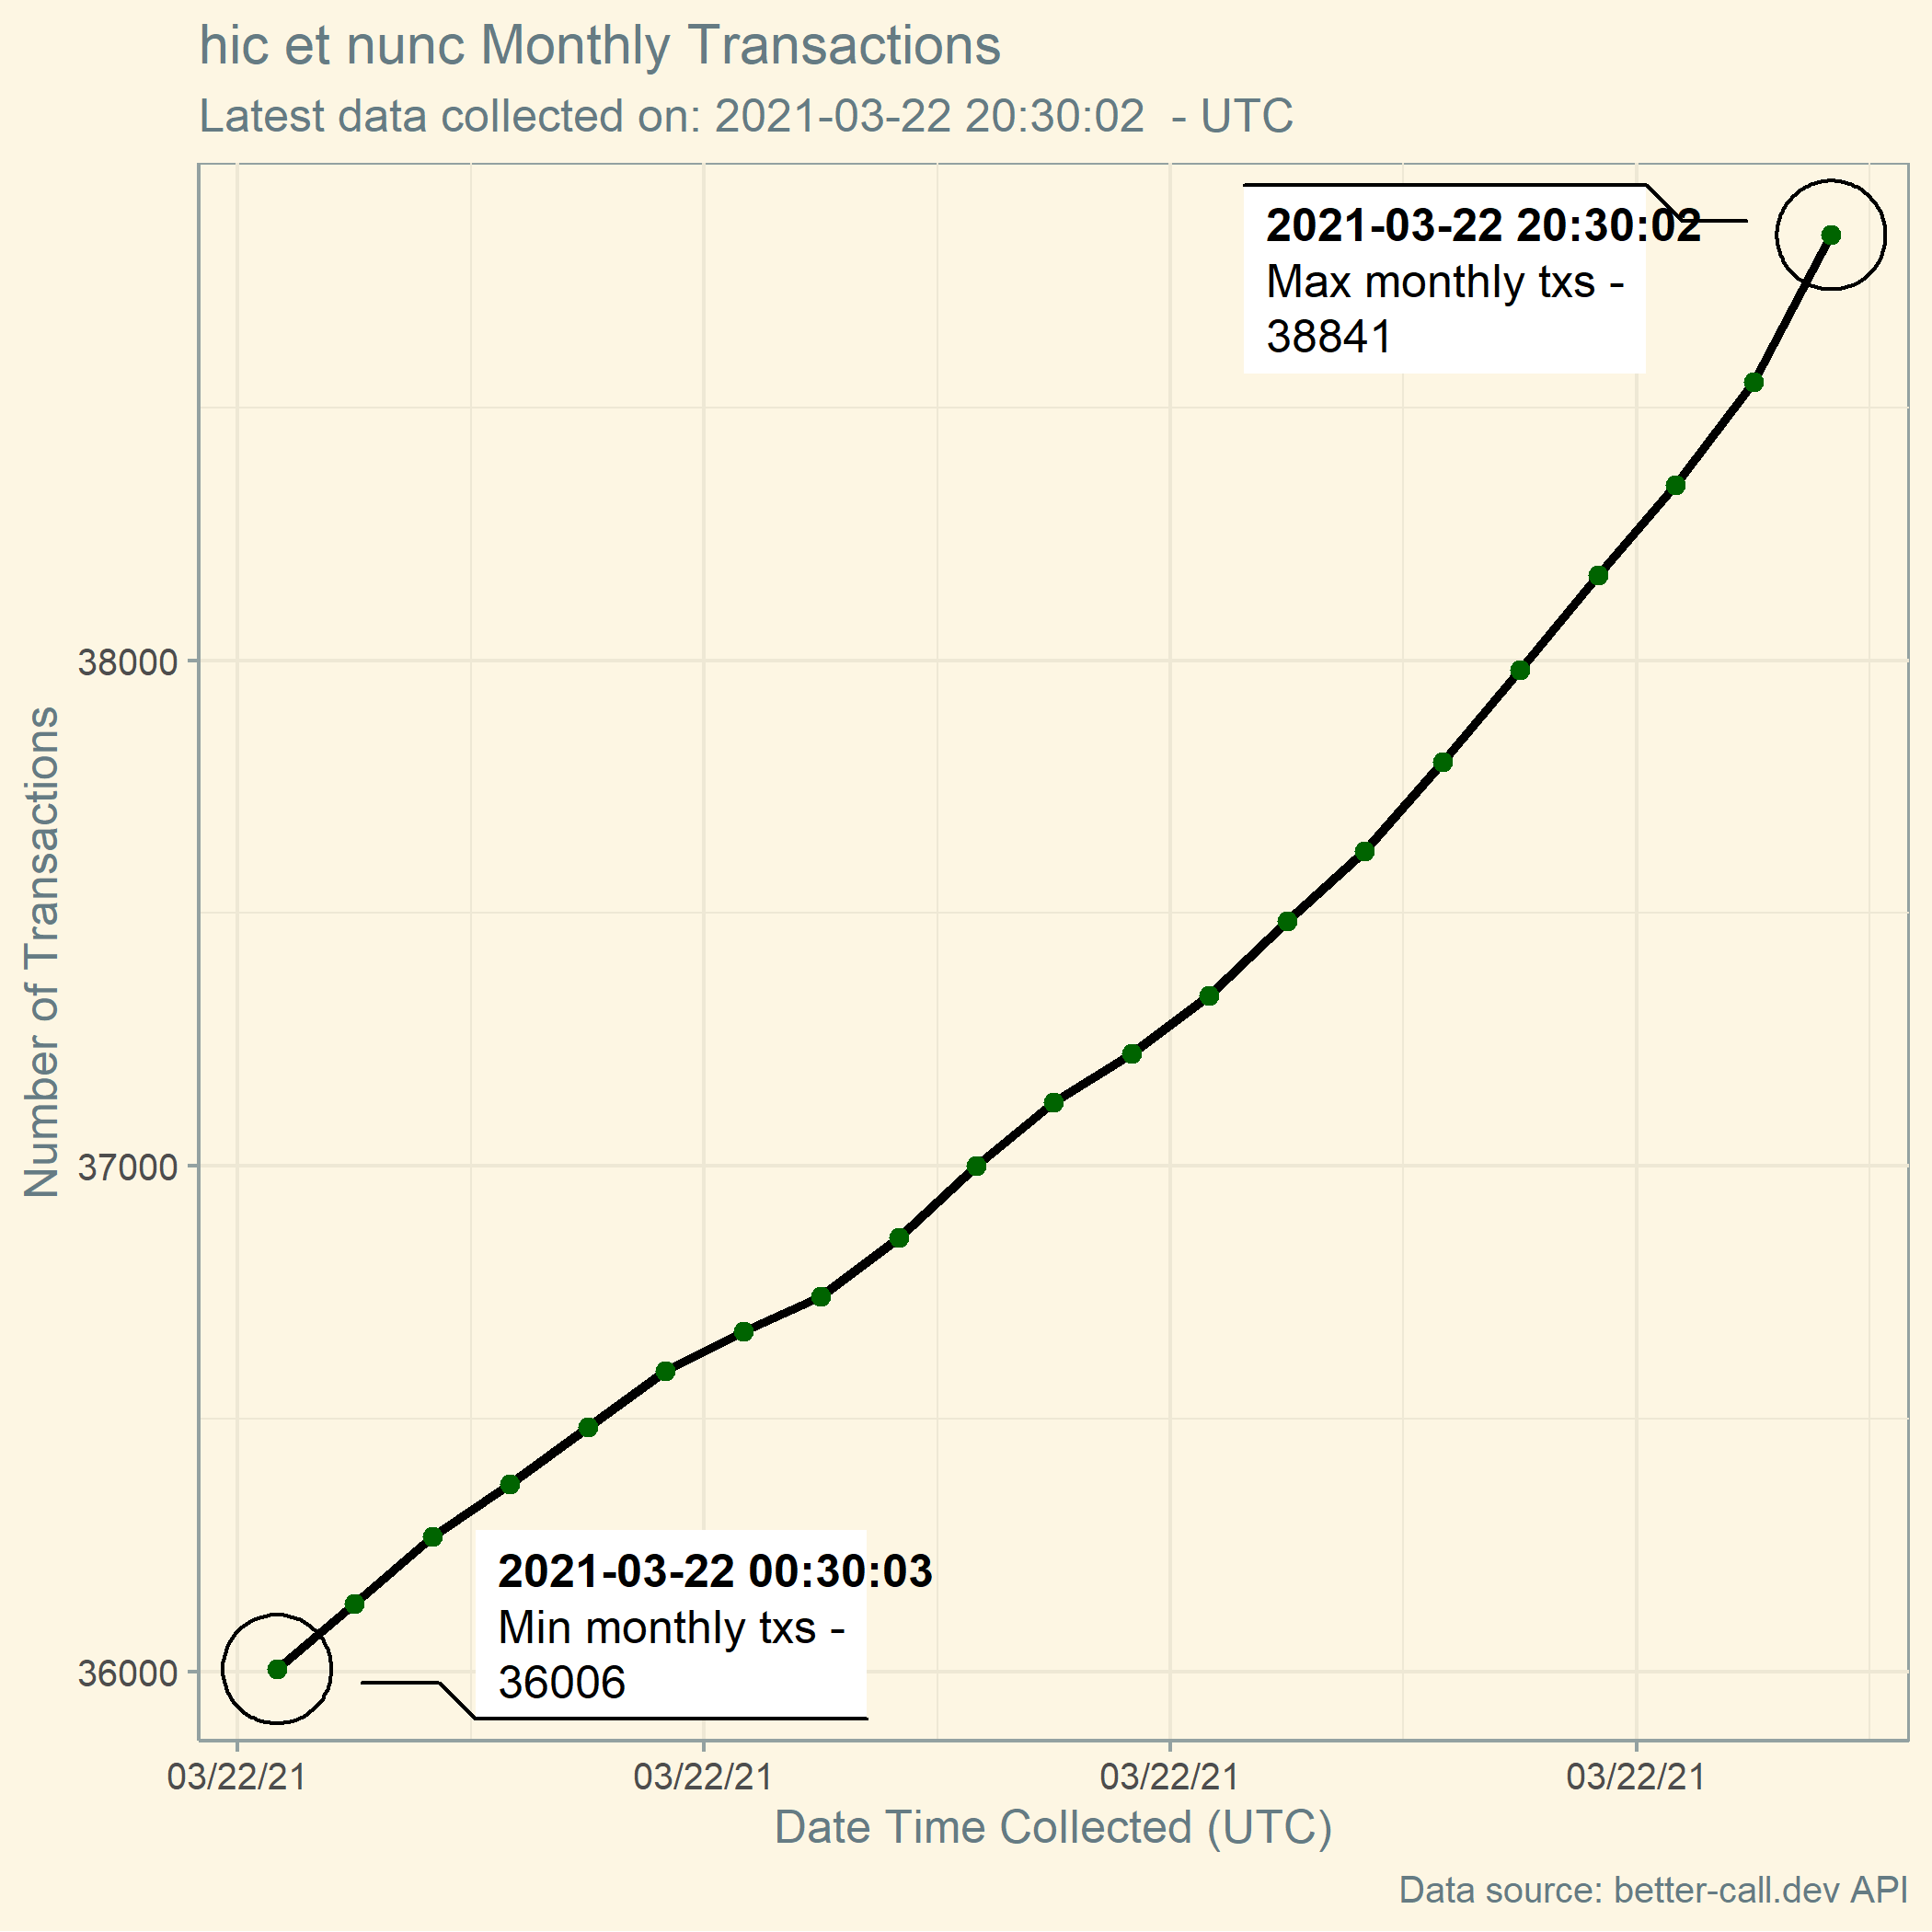 hic et nunc Monthly Transactions
Latest data collected on: 2021-03-22 20:30:02  - UTC
2021-03-22 20:30:02
Max monthly txs -
38841
38000
37000
36000
Number of Transactions
2021-03-22 00:30:03
Min monthly txs -
36006
03/22/21 03/22/21 03/22/21 03/22/21
Date Time Collected (UTC)
Data source: better-call.dev API